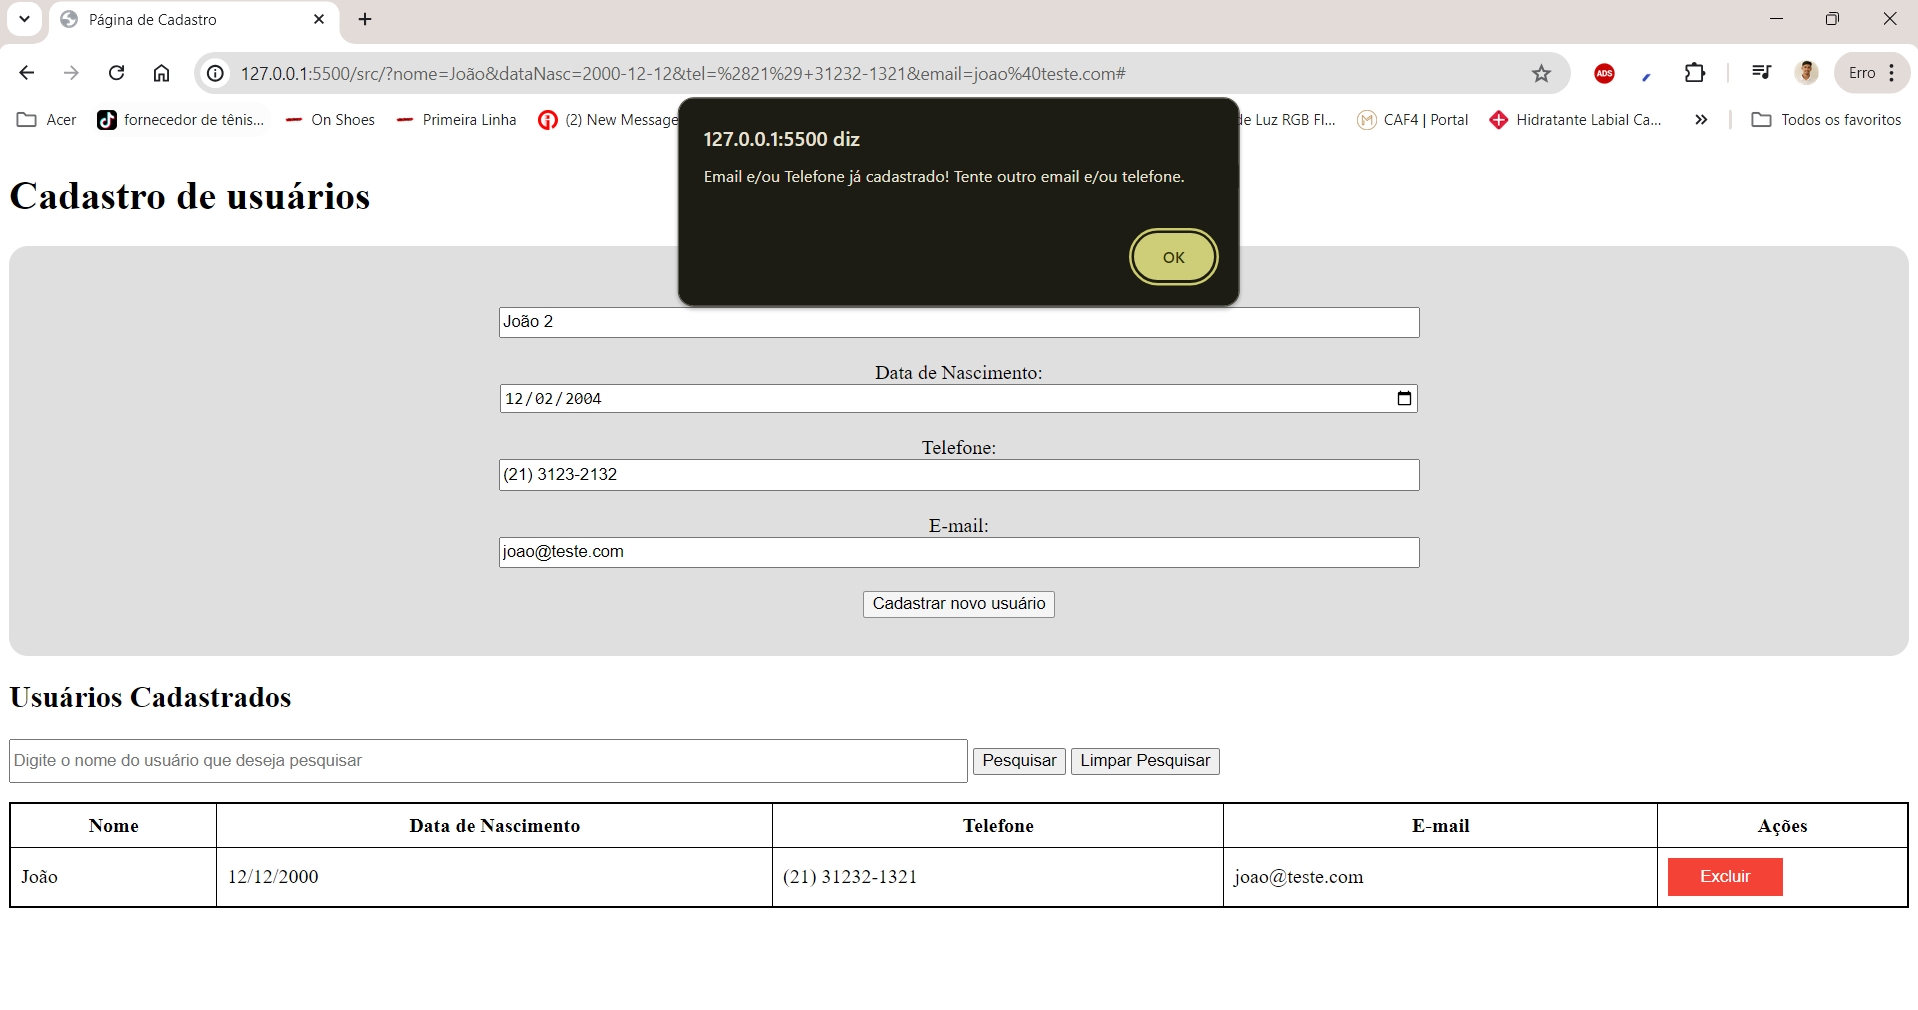 Página de Cadastro
127.0.0.1:5500/src/?nome=João&dataNasc=2000-12-12&tel=%2821%29+31232-1321&email=joao%40teste.com#
ADS
Erro
Acer
fornecedor de tênis...
On Shoes
Primeira Linha
(2) New Message
de Luz RGB Fl...
CAF4 | Portal
Hidratante Labial Ca...
Todos os favoritos
127.0.0.1:5500 diz
Email e/ou Telefone já cadastrado! Tente outro email e/ou telefone.
OK
Cadastro de usuários
João 2
Data de Nascimento:
12/02/2004
Telefone:
(21) 3123-2132
E-mail:
joao@teste.com
Cadastrar novo usuário
Usuários Cadastrados
Digite o nome do usuário que deseja pesquisar
Pesquisar
Limpar Pesquisar
Nome Data de Nascimento Telefone E-mail Ações
João 12/12/2000 (21) 31232-1321 joao@teste.com Excluir